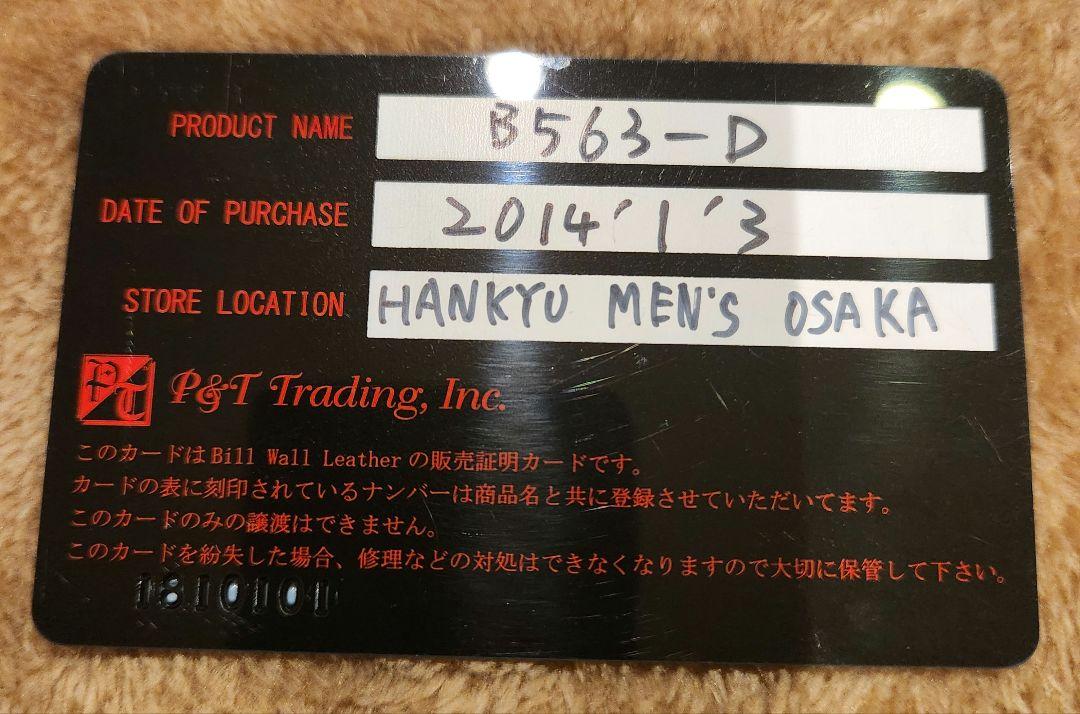 PRODUCT NAME B563-D
DATE OF PURCHASE 2014'1'3
STORE LOCATION HANKYU MEN'S OSAKA
PT P&T Trading, Inc.
このカードはBill Wall Leatherの販売証明カードです。
カードの表に刻印されているナンバーは商品名と共に登録させていただいてます。
このカードのみの譲渡はできません。
このカードを紛失した場合、修理などの対処はできなくなりますので大切に保管して下さい。